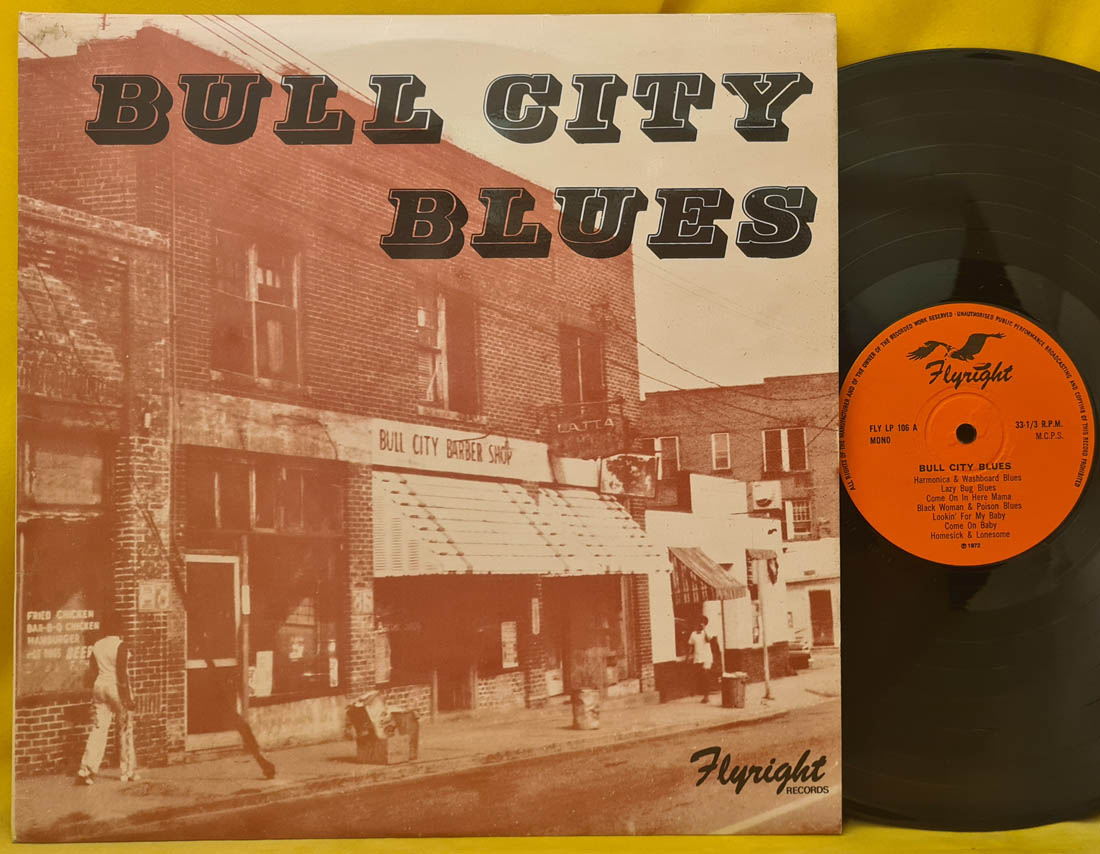 BULL CITY
BLUES
LATTA
BULL CITY BARBER SHOP
FRIED CHICKEN
BAR-B-Q CHICKEN
HAMBURGER
HOT DOGS BEER
Flyright
RECORDS
ALL RIGHTS OF THE MANUFACTURER AND OF THE OWNER OF THE RECORDED WORK RESERVED · UNAUTHORISED PUBLIC PERFORMANCE BROADCASTING AND COPYING OF THIS RECORD PROHIBITED
Flyright
FLY LP 106 A
MONO
33-1/3 R.P.M.
M.C.P.S.
BULL CITY BLUES
Harmonica & Washboard Blues
Lazy Bug Blues
Come On In Here Mama
Black Woman & Poison Blues
Lookin' For My Baby
Come On Baby
Homesick & Lonesome
℗ 1972